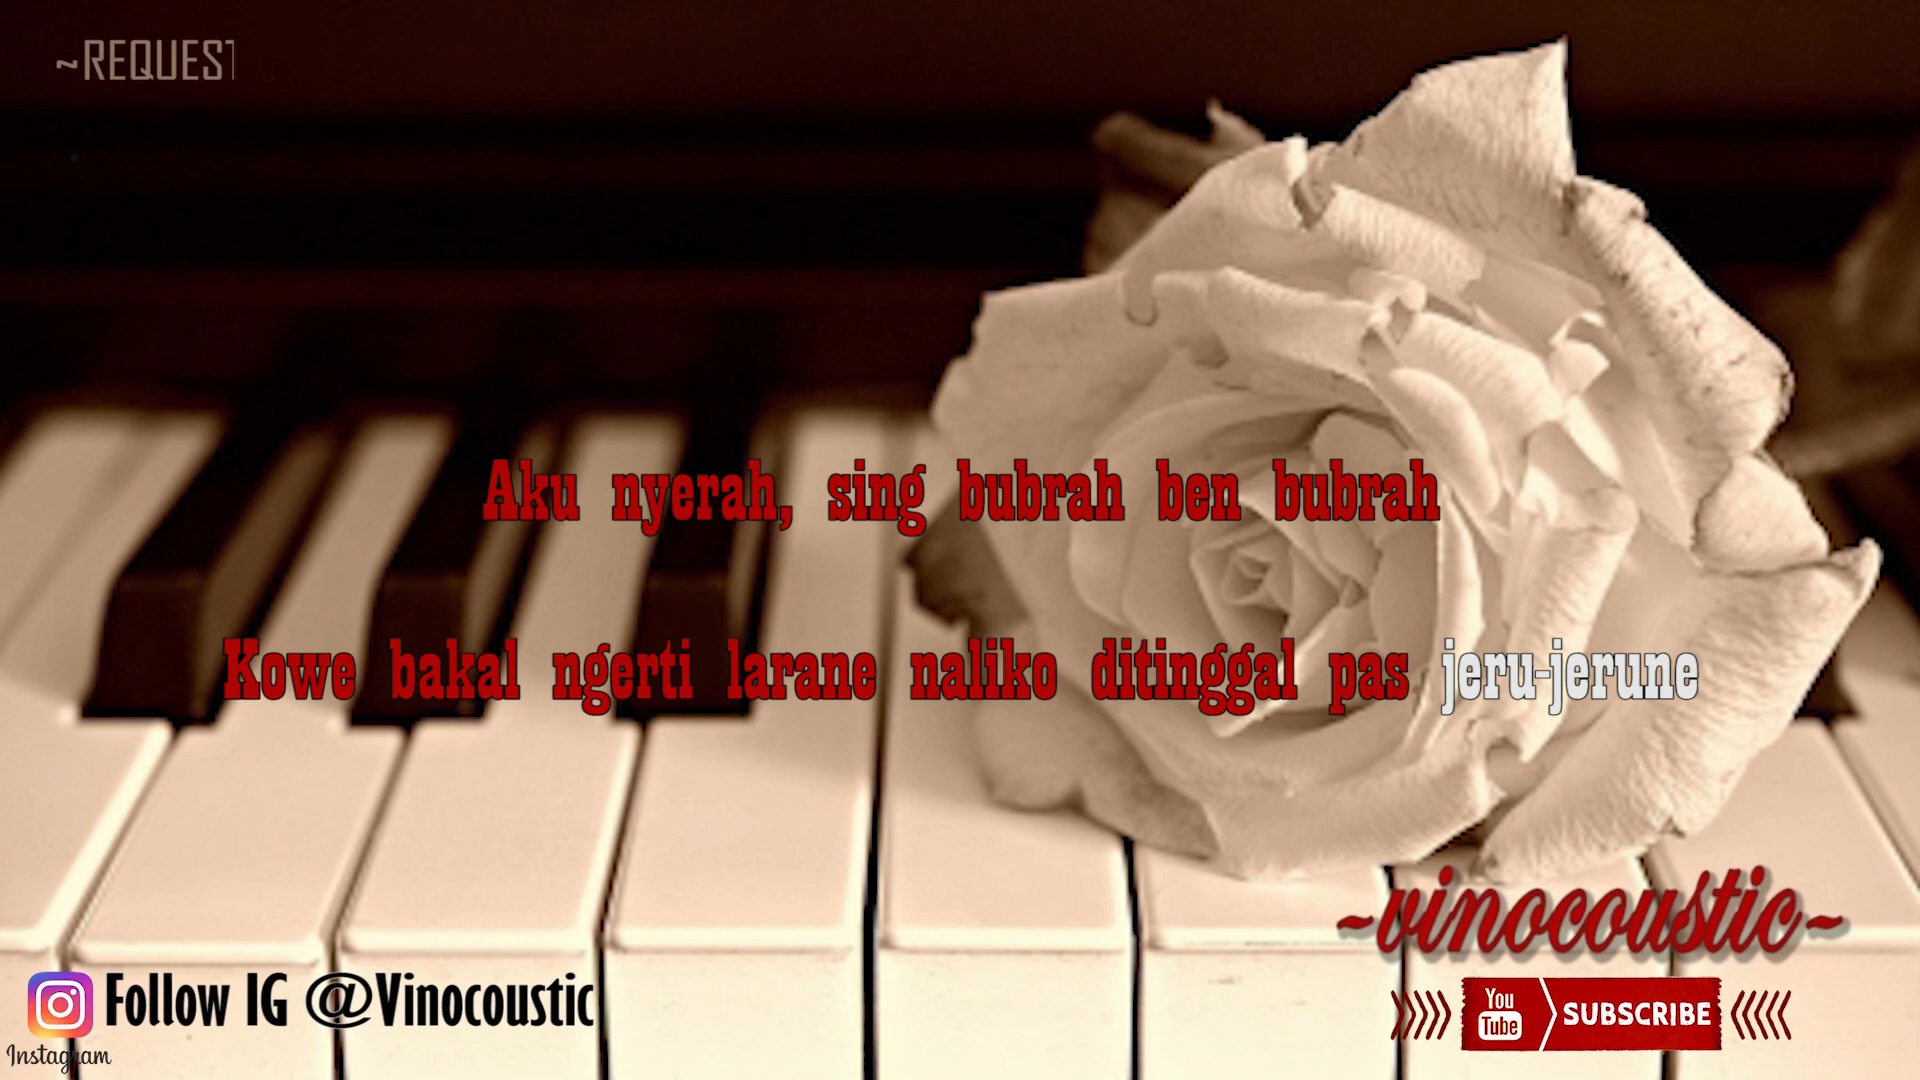 ~REQUEST
Aku nyerah, sing bubrah ben bubrah
Kowe bakal ngerti larane naliko ditinggal pas jeru-jerune
~vinocoustic~
Follow IG @Vinocoustic
You
Tube
SUBSCRIBE
Instagram